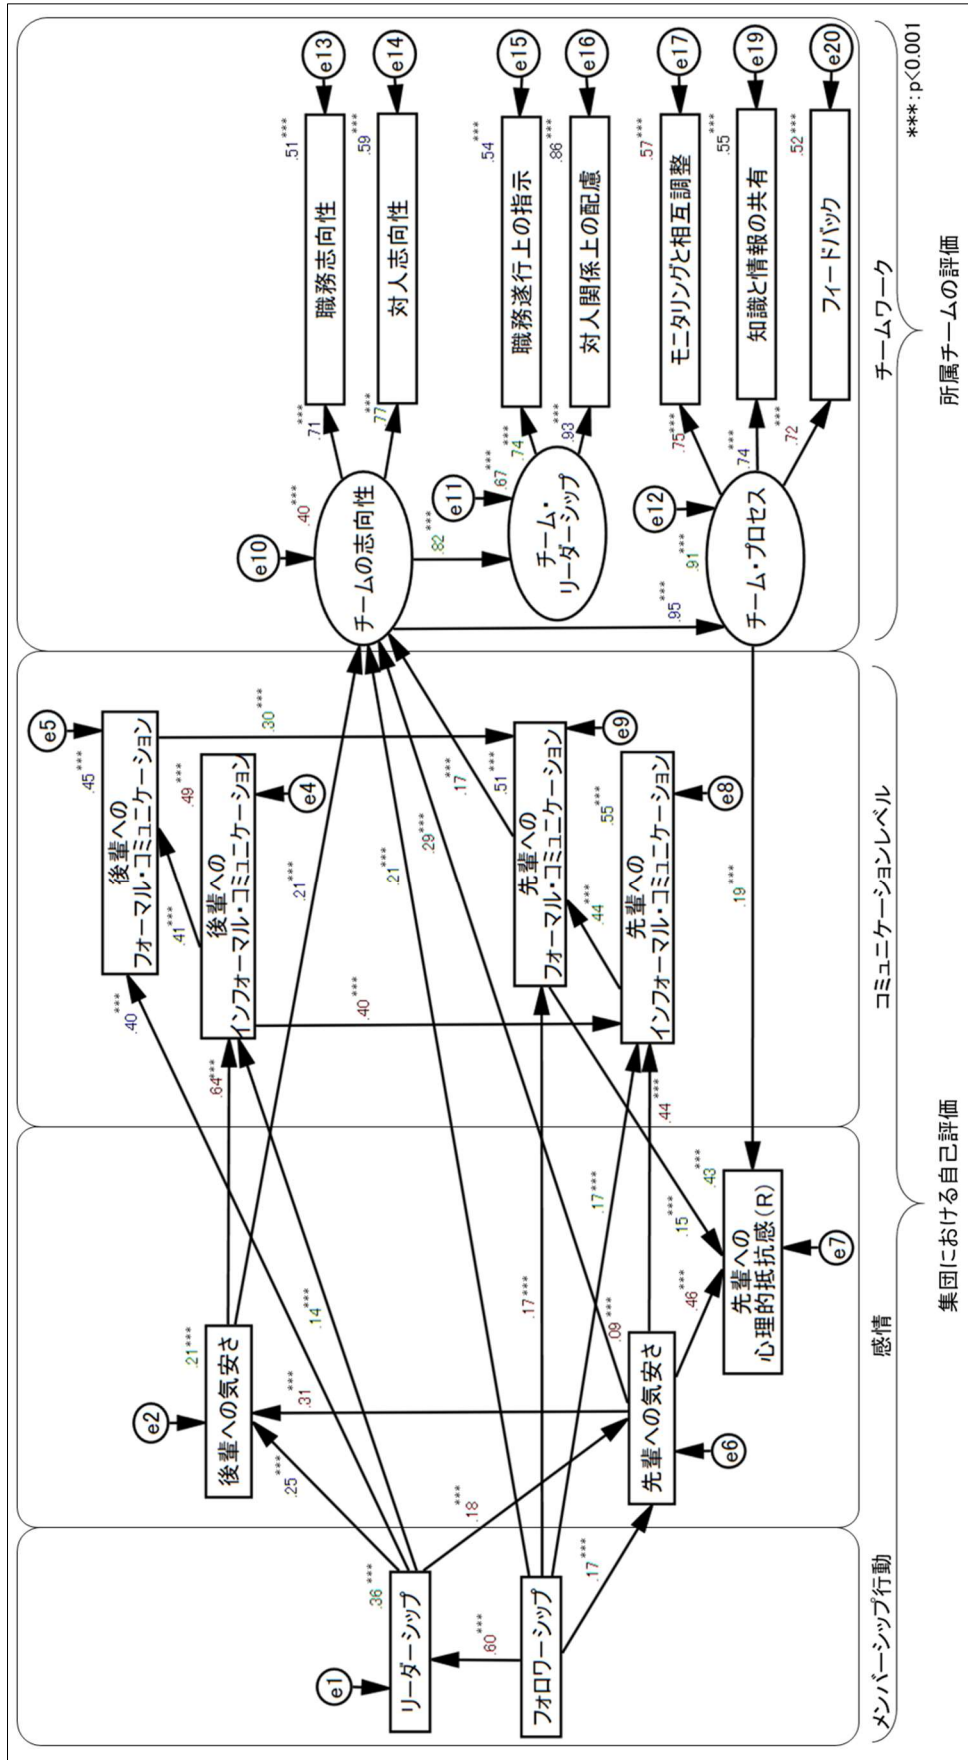 メンバーシップ行動
e1
リーダーシップ
.36***
.60***
フォロワーシップ
.25***
.18***
.17***
感情
e2
後輩への気安さ
.21***
.31***
先輩への気安さ
.09***
e6
.46***
先輩への
心理的抵抗感(R)
.43***
e7
.15***
.14***
.17***
.17***
コミュニケーションレベル
e5
.45***
後輩への
フォーマル・コミュニケーション
.40***
.41***
.49***
後輩への
インフォーマル・コミュニケーション
e4
.64***
.21***
.40***
.30***
.21***
.29***
.17***
.51***
先輩への
フォーマル・コミュニケーション
e9
.44***
.55***
先輩への
インフォーマル・コミュニケーション
e8
.44***
.19***
集団における自己評価
チームワーク
e10
.40***
チームの志向性
.71***
職務志向性
.51***
e13
.77***
対人志向性
.59***
e14
.82***
e11
.67***
チーム・
リーダーシップ
.74***
職務遂行上の指示
.54***
e15
.93***
対人関係上の配慮
.86***
e16
.95***
e12
.91***
チーム・プロセス
.75***
モニタリングと相互調整
.57***
e17
.74***
知識と情報の共有
.55***
e19
.72***
フィードバック
.52***
e20
所属チームの評価
***:p<0.001